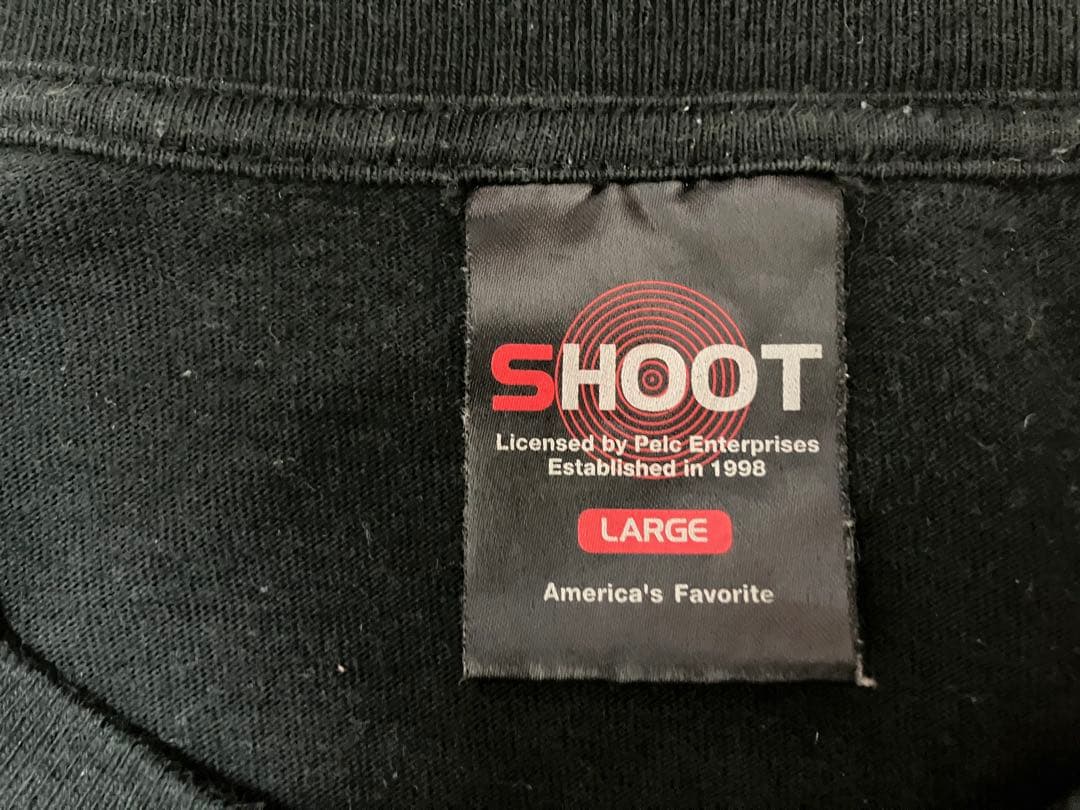 SHOOT
Licensed by Pelc Enterprises
Established in 1998
LARGE
America's Favorite